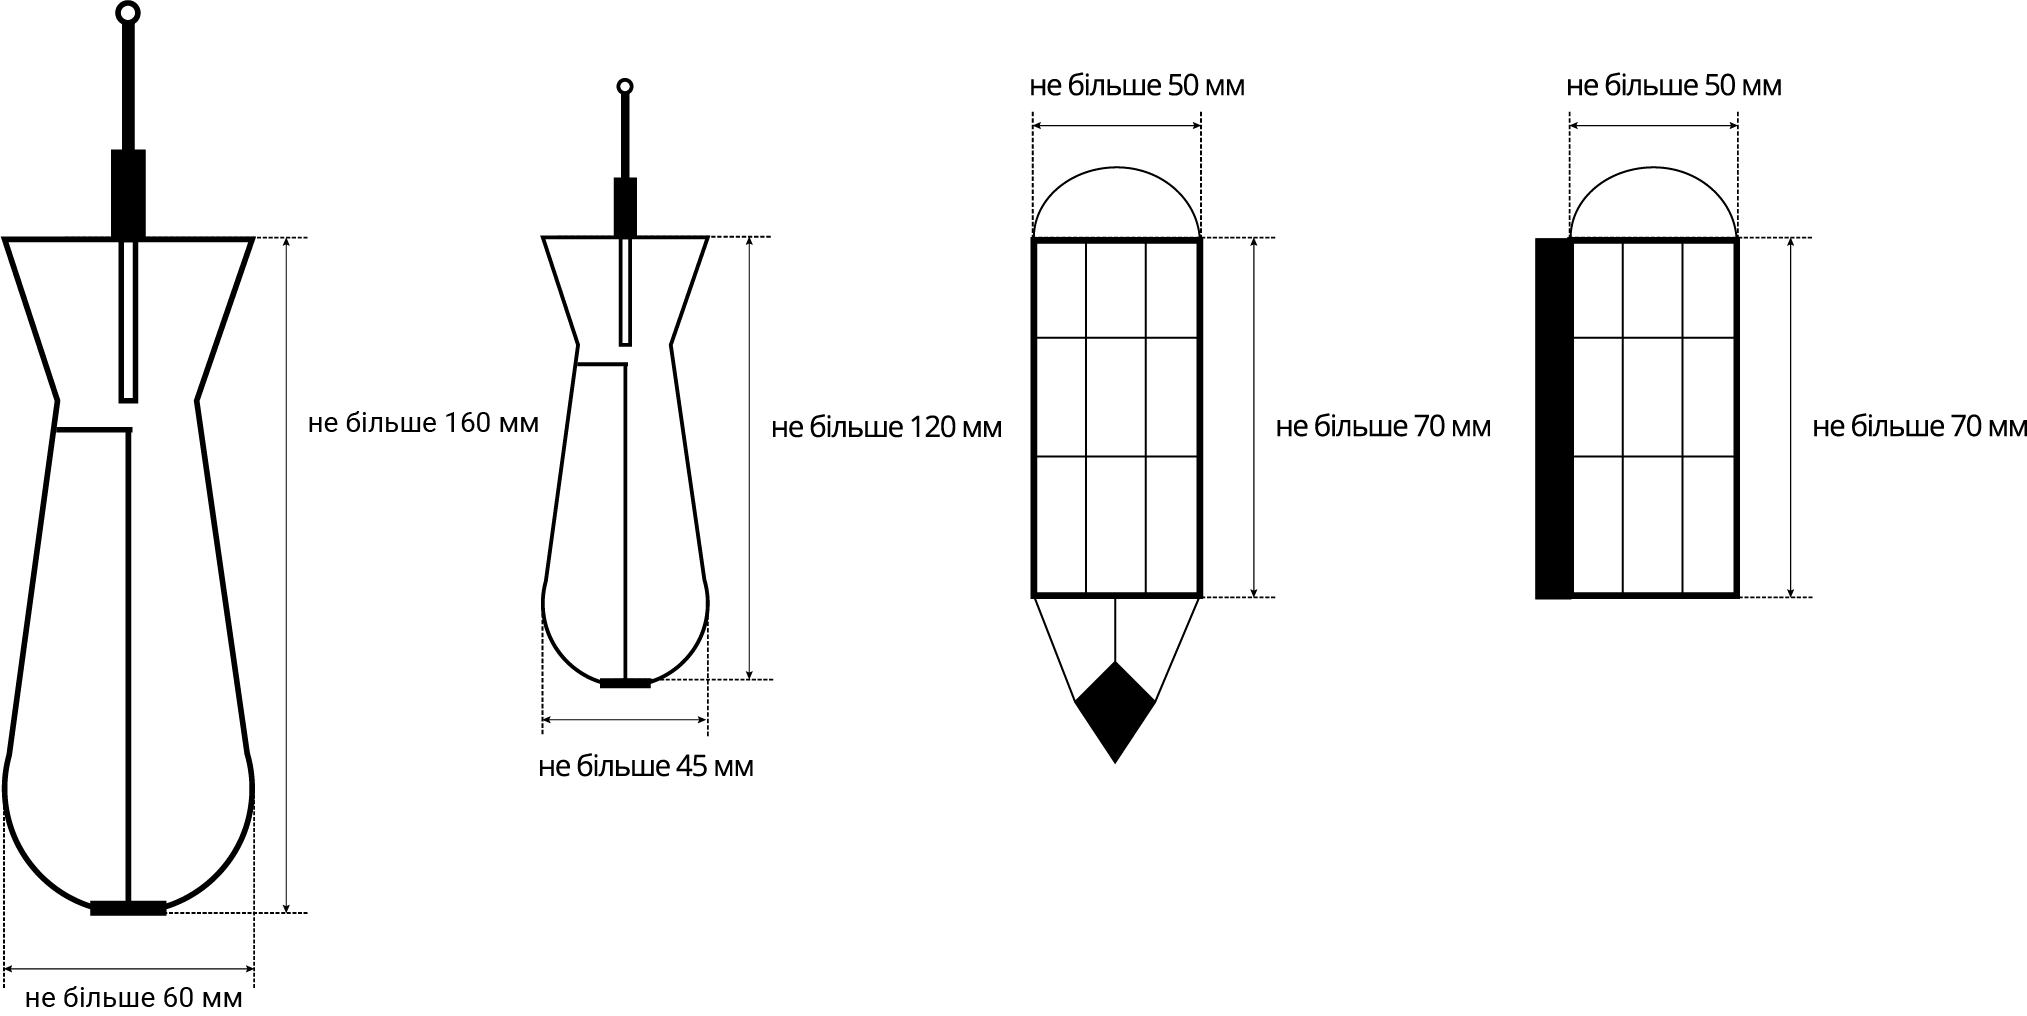 не більше 50 мм
не більше 50 мм
не більше 160 мм
не більше 120 мм
не більше 70 мм
не більше 70 мм
не більше 45 мм
не більше 60 мм